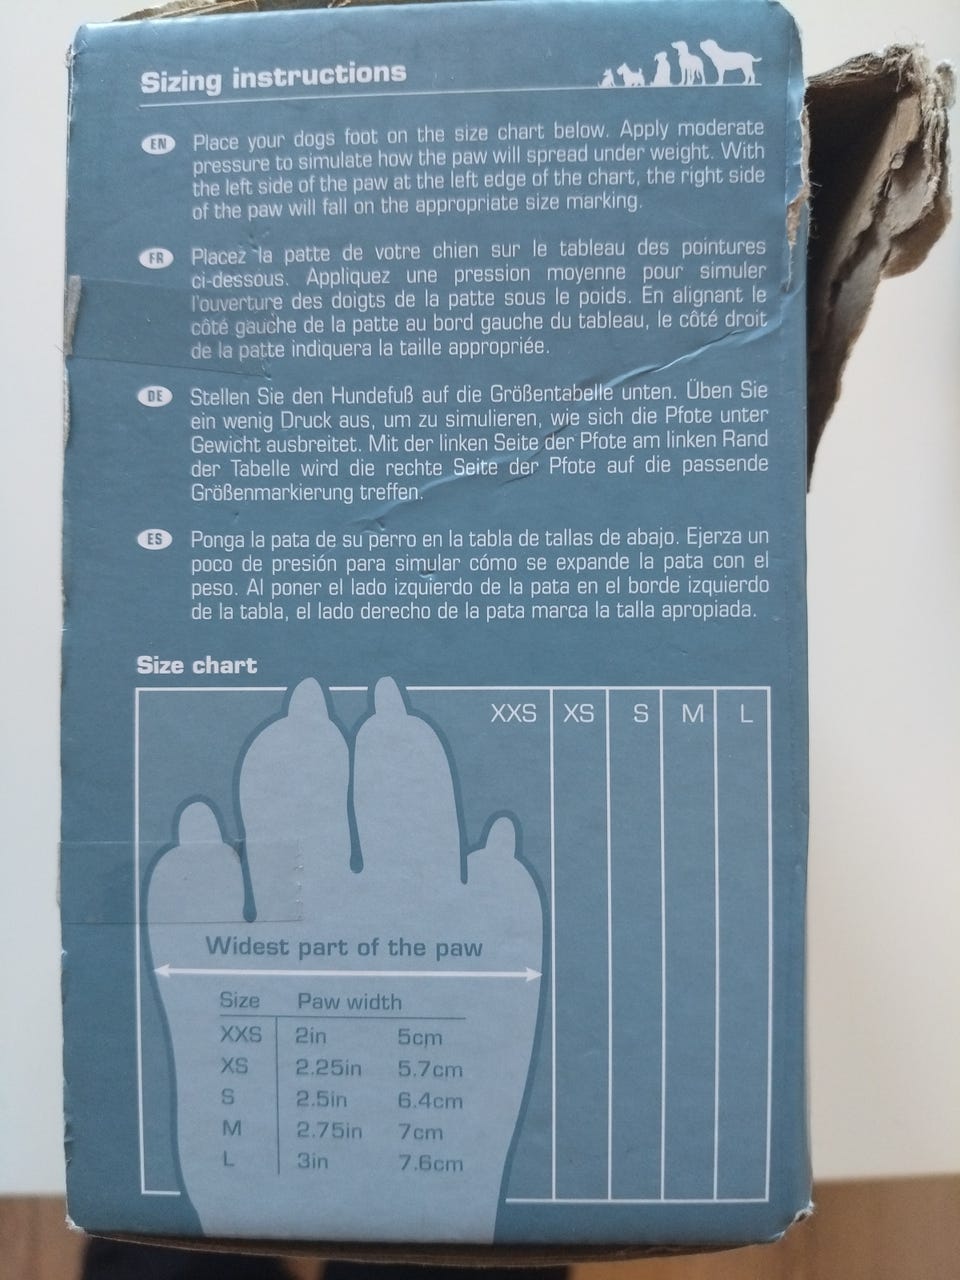 Sizing instructions
EN
Place your dogs foot on the size chart below. Apply moderate
pressure to simulate how the paw will spread under weight. With
the left side of the paw at the left edge of the chart, the right side
of the paw will fall on the appropriate size marking.
FR
Placez la patte de votre chien sur le tableau des pointures
ci-dessous. Appliquez une pression moyenne pour simuler
l'ouverture des doigts de la patte sous le poids. En alignant le
côté gauche de la patte au bord gauche du tableau, le côté droit
de la patte indiquera la taille appropriée.
DE
Stellen Sie den Hundefuß auf die Größentabelle unten. Üben Sie
ein wenig Druck aus, um zu simulieren, wie sich die Pfote unter
Gewicht ausbreitet. Mit der linken Seite der Pfote am linken Rand
der Tabelle wird die rechte Seite der Pfote auf die passende
Größenmarkierung treffen.
ES
Ponga la pata de su perro en la tabla de tallas de abajo. Ejerza un
poco de presión para simular cómo se expande la pata con el
peso. Al poner el lado izquierdo de la pata en el borde izquierdo
de la tabla, el lado derecho de la pata marca la talla apropiada.
Size chart
XXS XS S M L
Widest part of the paw
Size Paw width
XXS 2in 5cm
XS 2.25in 5.7cm
S 2.5in 6.4cm
M 2.75in 7cm
L 3in 7.6cm